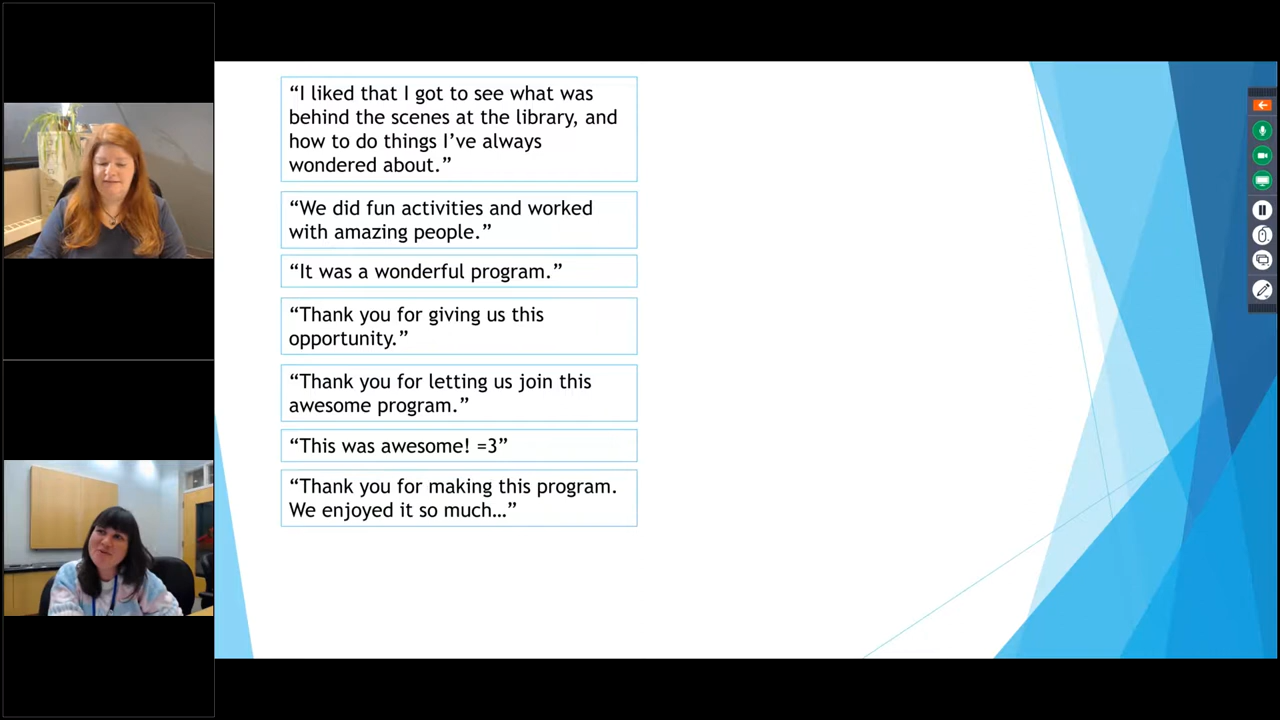 “I liked that I got to see what was
behind the scenes at the library, and
how to do things I’ve always
wondered about.”
“We did fun activities and worked
with amazing people.”
“It was a wonderful program.”
“Thank you for giving us this
opportunity.”
“Thank you for letting us join this
awesome program.”
“This was awesome! =3”
“Thank you for making this program.
We enjoyed it so much…”